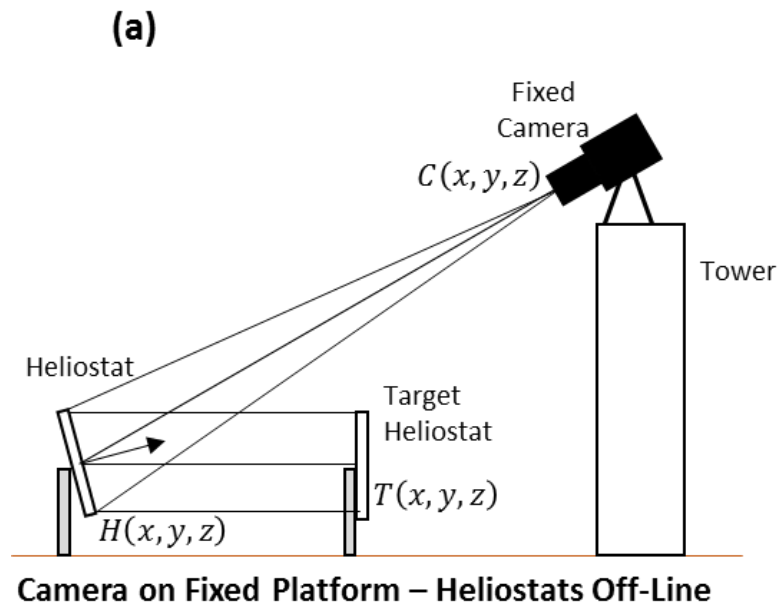 (a)
Fixed
Camera
C(x, y, z)
Tower
Heliostat
Target
Heliostat
T(x, y, z)
H(x, y, z)
Camera on Fixed Platform – Heliostats Off-Line